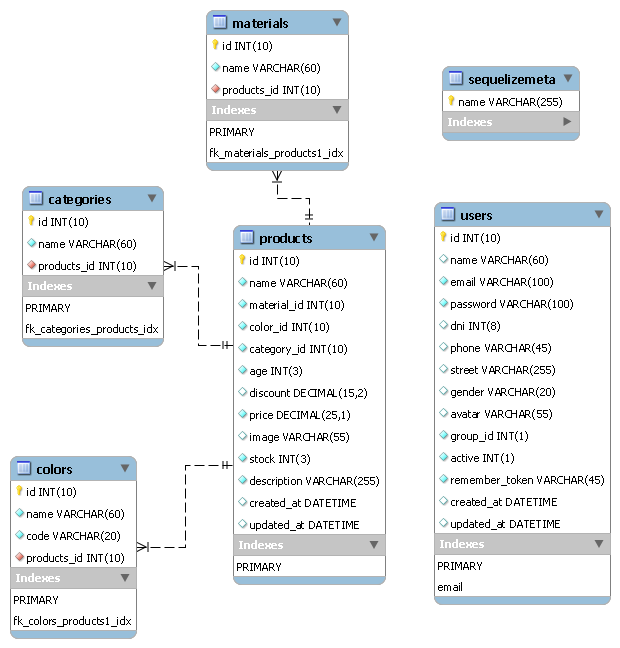 materials
id INT(10)
name VARCHAR(60)
products_id INT(10)
Indexes
PRIMARY
fk_materials_products1_idx
sequelizemeta
name VARCHAR(255)
Indexes
categories
id INT(10)
name VARCHAR(60)
products_id INT(10)
Indexes
PRIMARY
fk_categories_products_idx
products
id INT(10)
name VARCHAR(60)
material_id INT(10)
color_id INT(10)
category_id INT(10)
age INT(3)
discount DECIMAL(15,2)
price DECIMAL(25,1)
image VARCHAR(55)
stock INT(3)
description VARCHAR(255)
created_at DATETIME
updated_at DATETIME
Indexes
PRIMARY
users
id INT(10)
name VARCHAR(60)
email VARCHAR(100)
password VARCHAR(100)
dni INT(8)
phone VARCHAR(45)
street VARCHAR(255)
gender VARCHAR(20)
avatar VARCHAR(55)
group_id INT(1)
active INT(1)
remember_token VARCHAR(45)
created_at DATETIME
updated_at DATETIME
Indexes
PRIMARY
email
colors
id INT(10)
name VARCHAR(60)
code VARCHAR(20)
products_id INT(10)
Indexes
PRIMARY
fk_colors_products1_idx